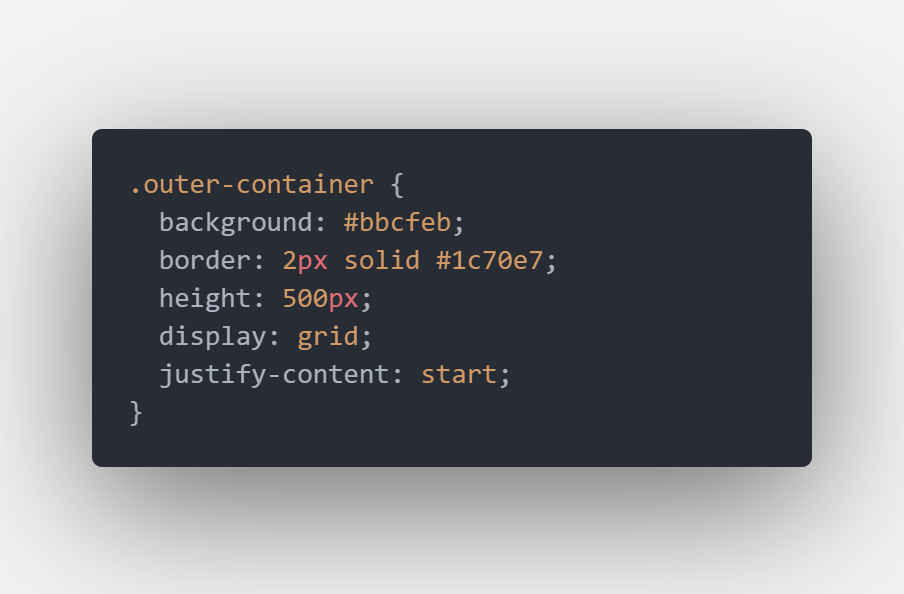 .outer-container {
  background: #bbcfeb;
  border: 2px solid #1c70e7;
  height: 500px;
  display: grid;
  justify-content: start;
}